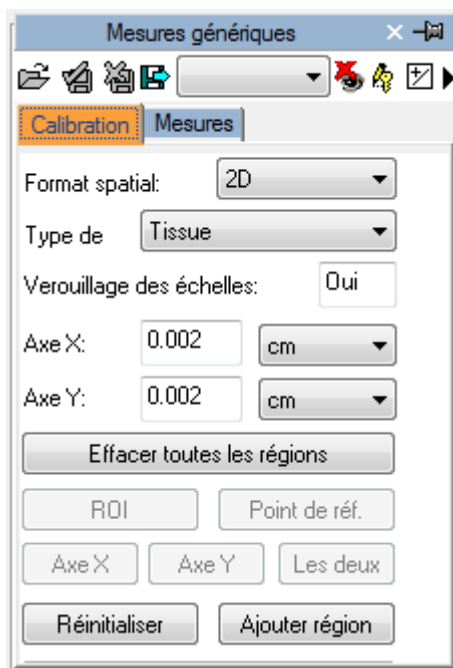 Mesures génériques
Calibration Mesures
Format spatial: 2D
Type de Tissue
Verouillage des échelles: Oui
Axe X: 0.002 cm
Axe Y: 0.002 cm
Effacer toutes les régions
ROI Point de réf.
Axe X Axe Y Les deux
Réinitialiser Ajouter région